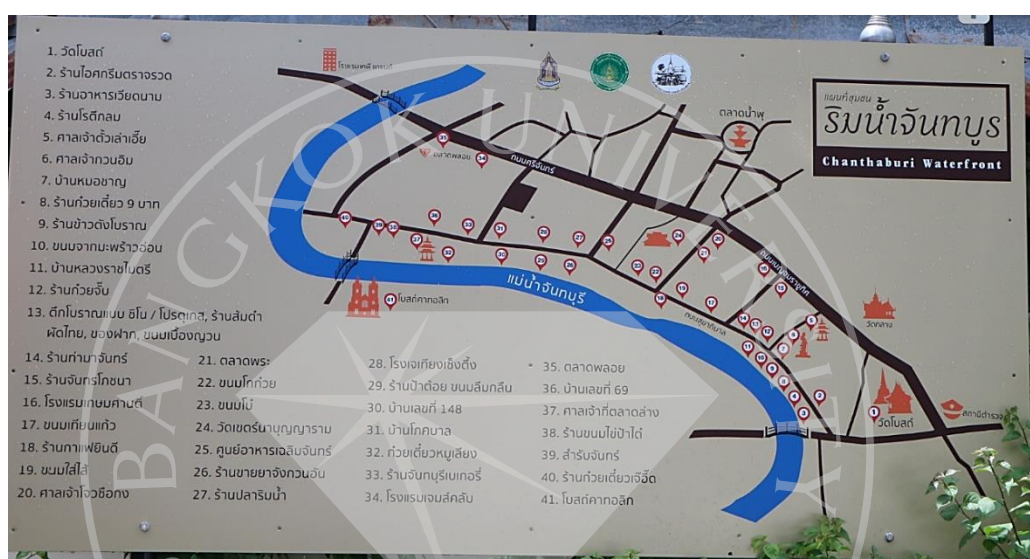 1. วัดโบสถ์
2. ร้านไอศกรีมตราจรวด
3. ร้านอาหารเวียดนาม
4. ร้านโรตีกลม
5. ศาลเจ้าตั้วเล่าเอี้ย
6. ศาลเจ้ากวนอิม
7. บ้านหมอชาญ
8. ร้านก๋วยเตี๋ยว 9 บาท
9. ร้านข้าวตังโบราณ
10. ขนมจากมะพร้าวอ่อน
11. บ้านหลวงราชไมตรี
12. ร้านก๋วยจั๊บ
13. ตึกโบราณแบบ ชิโน / โปรตุเกส, ร้านส้มตำ
ผัดไทย, ของฝาก, ขนมเบื้องญวน
14. ร้านท่ามาจันทร์
15. ร้านจันทรโภชนา
16. โรงแรมเกษมศานติ์
17. ขนมเทียนแก้ว
18. ร้านกาแฟยินดี
19. ขนมใส่ไส้
20. ศาลเจ้าโจวซือกง
21. ตลาดพระ
22. ขนมไก่ก๋วย
23. ขนมไข่
24. วัดเขตร์นาบุญญาราม
25. ศูนย์อาหารเฉลิมจันทร์
26. ร้านขายยาจังกวนอัน
27. ร้านปลาริมน้ำ
28. โรงเจเทียงเซ็งตึ๊ง
29. ร้านป้าต้อย ขนมลืมกลืน
30. บ้านเลขที่ 148
31. บ้านโภคบาล
32. ก๋วยเตี๋ยวหมูเลียง
33. ร้านจันทบุรีเบเกอรี่
34. โรงแรมเจมส์คลับ
35. ตลาดพลอย
36. บ้านเลขที่ 69
37. ศาลเจ้าที่ตลาดล่าง
38. ร้านขนมไข่ป้าไต๋
39. สำรับจันทร์
40. ร้านก๋วยเตี๋ยวเจ๊อี๊ด
41. โบสถ์คาทอลิก
แผนที่ชุมชน
ริมน้ำจันทบูร
Chanthaburi Waterfront
ตลาดน้ำพุ
ตลาดพลอย
ถนนศรีจันทร์
ถนนเบญจมราชูทิศ
ถนนสุขาภิบาล
แม่น้ำจันทบุรี
โบสถ์คาทอลิก
วัดกลาง
วัดโบสถ์
สถานีตำรวจ
BANGKOK UNIVERSITY